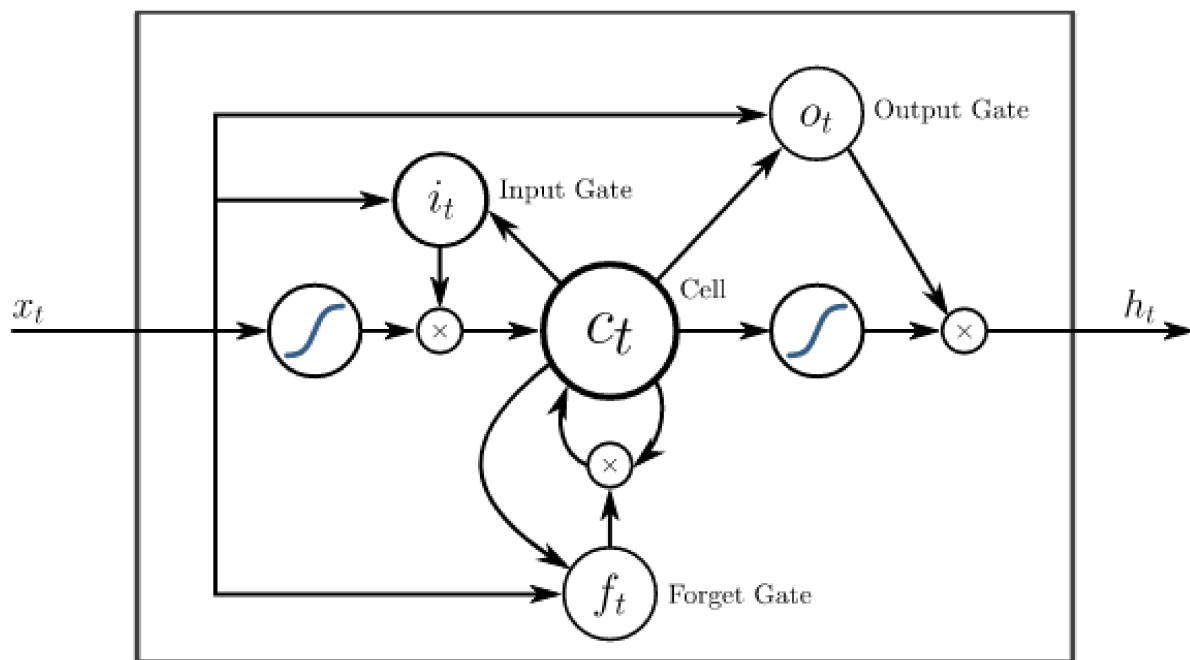 o_t
Output Gate
i_t
Input Gate
Cell
x_t
×
c_t
×
h_t
×
f_t
Forget Gate